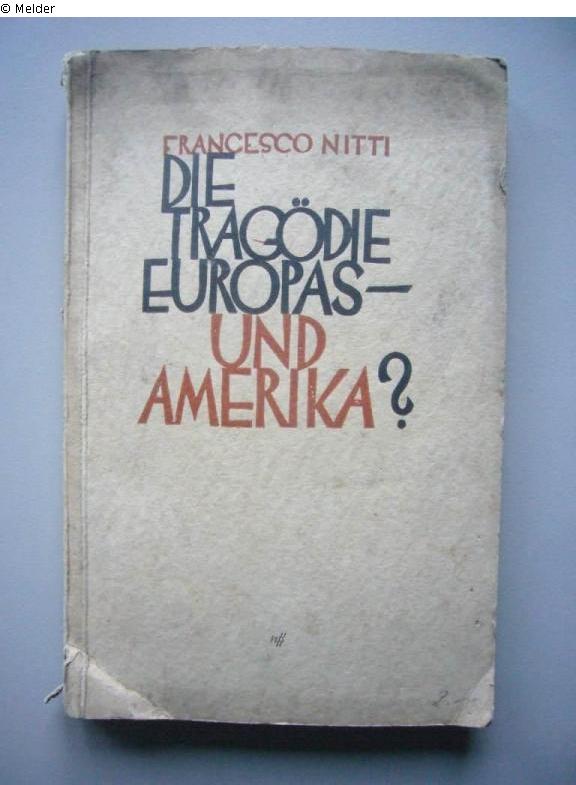 © Melder
FRANCESCO NITTI
DIE
TRAGÖDIE
EUROPAS—
UND
AMERIKA?